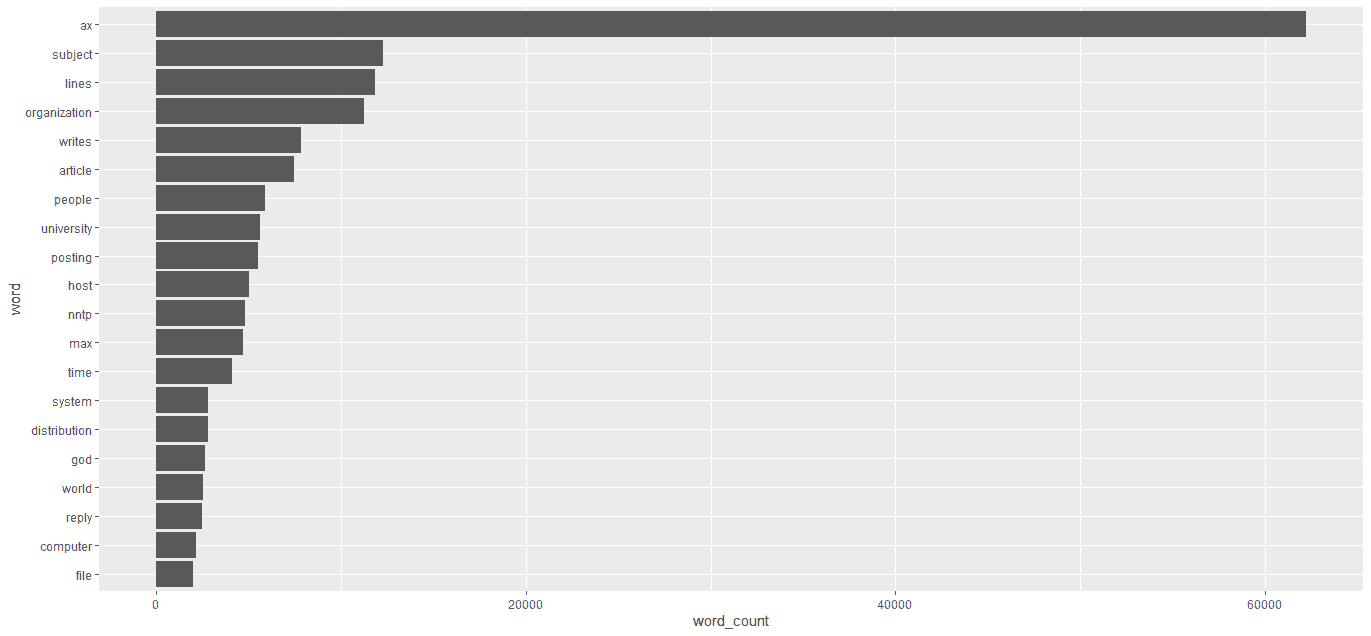 word
ax
subject
lines
organization
writes
article
people
university
posting
host
nntp
max
time
system
distribution
god
world
reply
computer
file
0 20000 40000 60000
word_count